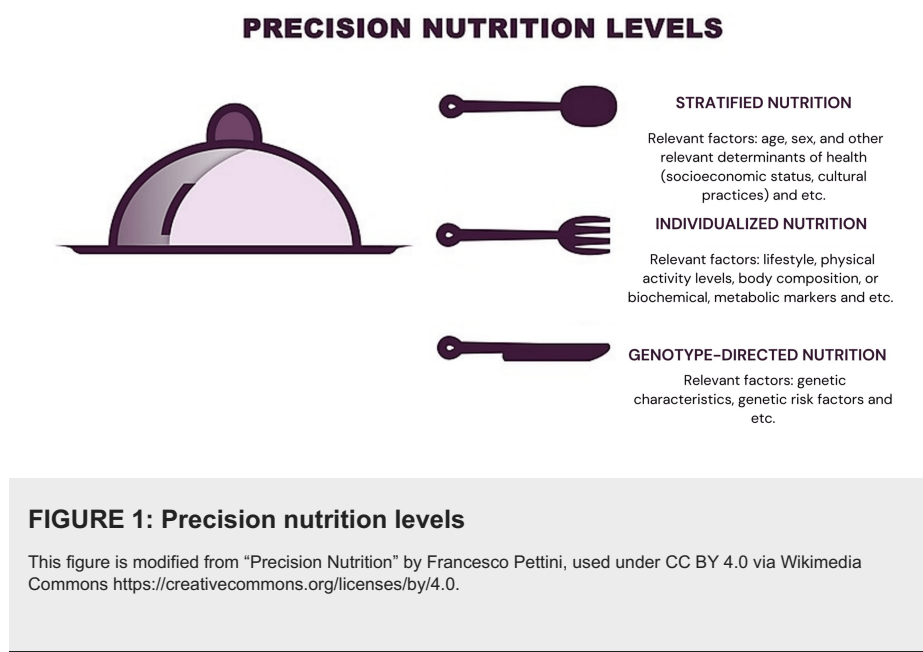 PRECISION NUTRITION LEVELS
STRATIFIED NUTRITION
Relevant factors: age, sex, and other
relevant determinants of health
(socioeconomic status, cultural
practices) and etc.
INDIVIDUALIZED NUTRITION
Relevant factors: lifestyle, physical
activity levels, body composition, or
biochemical, metabolic markers and etc.
GENOTYPE-DIRECTED NUTRITION
Relevant factors: genetic
characteristics, genetic risk factors and
etc.
FIGURE 1: Precision nutrition levels
This figure is modified from “Precision Nutrition” by Francesco Pettini, used under CC BY 4.0 via Wikimedia
Commons https://creativecommons.org/licenses/by/4.0.